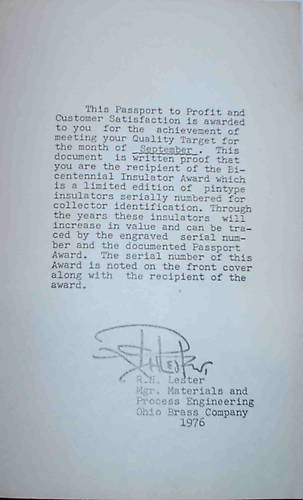 This Passport to Profit and
Customer Satisfaction is awarded
to you for the achievement of
meeting your Quality Target for
the month of September. This
document is written proof that
you are the recipient of the Bi-
centennial Insulator Award which
is a limited edition of pintype
insulators serially numbered for
collector identification. Through
the years these insulators will
increase in value and can be tra-
ced by the engraved serial num-
ber and the documented Passport
Award. The serial number of this
Award is noted on the front cover
along with the recipient of the
award.
R.H. Lester
Mgr. Materials and
Process Engineering
Ohio Brass Company
1976